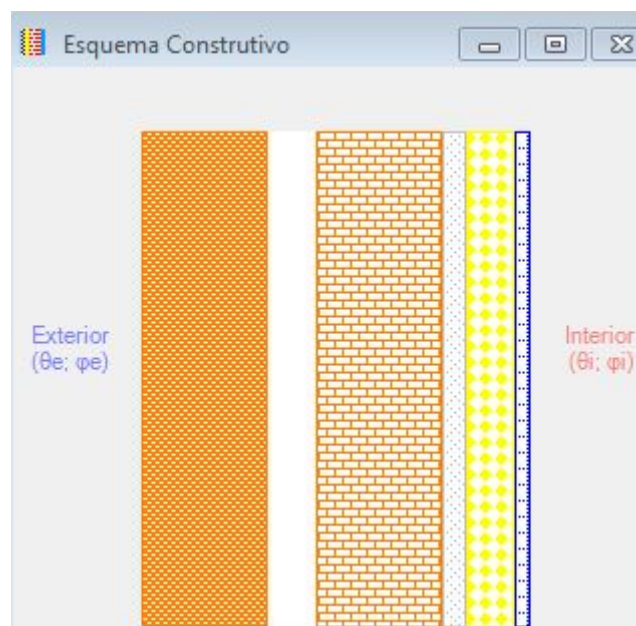 Esquema Construtivo
Exterior
(θe; φe)
Interior
(θi; φi)